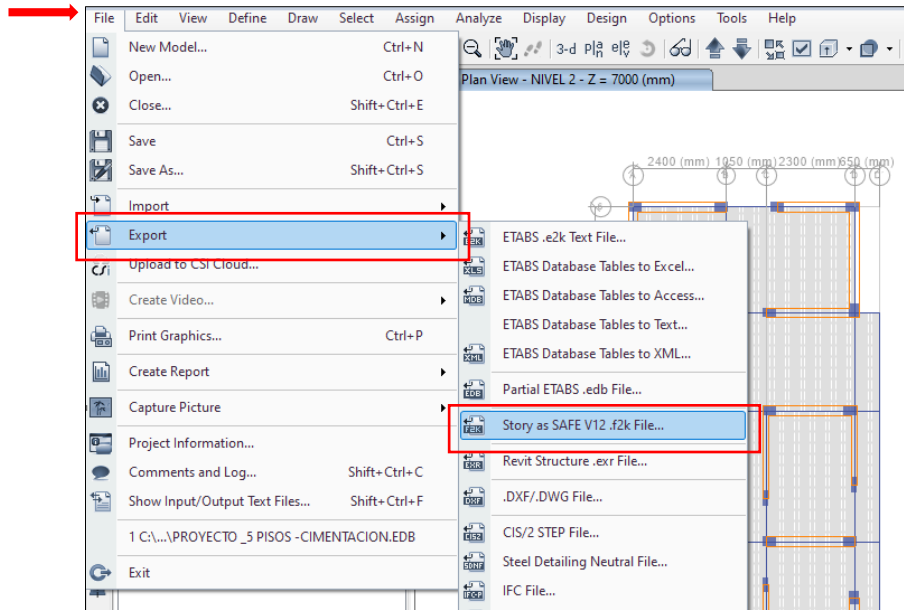 File Edit View Define Draw Select Assign Analyze Display Design Options Tools Help
New Model... Ctrl+N
Open... Ctrl+O
Close... Shift+Ctrl+E
Save Ctrl+S
Save As... Shift+Ctrl+S
Import
Export
Upload to CSI Cloud...
Create Video...
Print Graphics... Ctrl+P
Create Report
Capture Picture
Project Information...
Comments and Log... Shift+Ctrl+C
Show Input/Output Text Files... Shift+Ctrl+F
1 C:\...\PROYECTO _5 PISOS -CIMENTACION.EDB
Exit
ETABS .e2k Text File...
ETABS Database Tables to Excel...
ETABS Database Tables to Access...
ETABS Database Tables to Text...
ETABS Database Tables to XML...
Partial ETABS .edb File...
Story as SAFE V12 .f2k File...
Revit Structure .exr File...
.DXF/.DWG File...
CIS/2 STEP File...
Steel Detailing Neutral File...
IFC File...
E2K
XLS
MDB
XML
EDB
F2K
EXR
DXF
CIS2
SDNF
CSi
3-d
Plan View - NIVEL 2 - Z = 7000 (mm)
2400 (mm) 1050 (mm) 2300 (mm) 650 (mm)